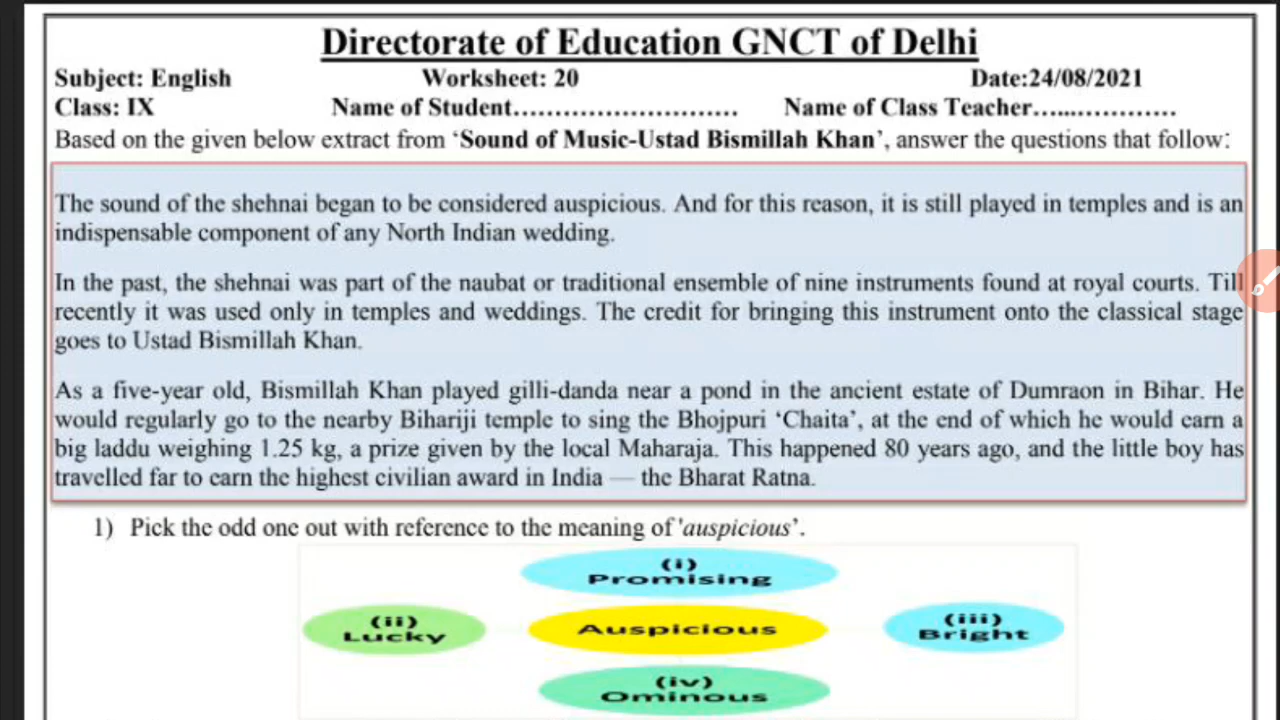 Directorate of Education GNCT of Delhi
Subject: English Worksheet: 20 Date:24/08/2021
Class: IX Name of Student……………………… Name of Class Teacher…...…………
Based on the given below extract from ‘Sound of Music-Ustad Bismillah Khan’, answer the questions that follow:
The sound of the shehnai began to be considered auspicious. And for this reason, it is still played in temples and is an
indispensable component of any North Indian wedding.
In the past, the shehnai was part of the naubat or traditional ensemble of nine instruments found at royal courts. Till
recently it was used only in temples and weddings. The credit for bringing this instrument onto the classical stage
goes to Ustad Bismillah Khan.
As a five-year old, Bismillah Khan played gilli-danda near a pond in the ancient estate of Dumraon in Bihar. He
would regularly go to the nearby Bihariji temple to sing the Bhojpuri ‘Chaita’, at the end of which he would earn a
big laddu weighing 1.25 kg, a prize given by the local Maharaja. This happened 80 years ago, and the little boy has
travelled far to earn the highest civilian award in India — the Bharat Ratna.
1) Pick the odd one out with reference to the meaning of 'auspicious’.
(i)
Promising
(ii)
Lucky
Auspicious
(iii)
Bright
(iv)
Ominous